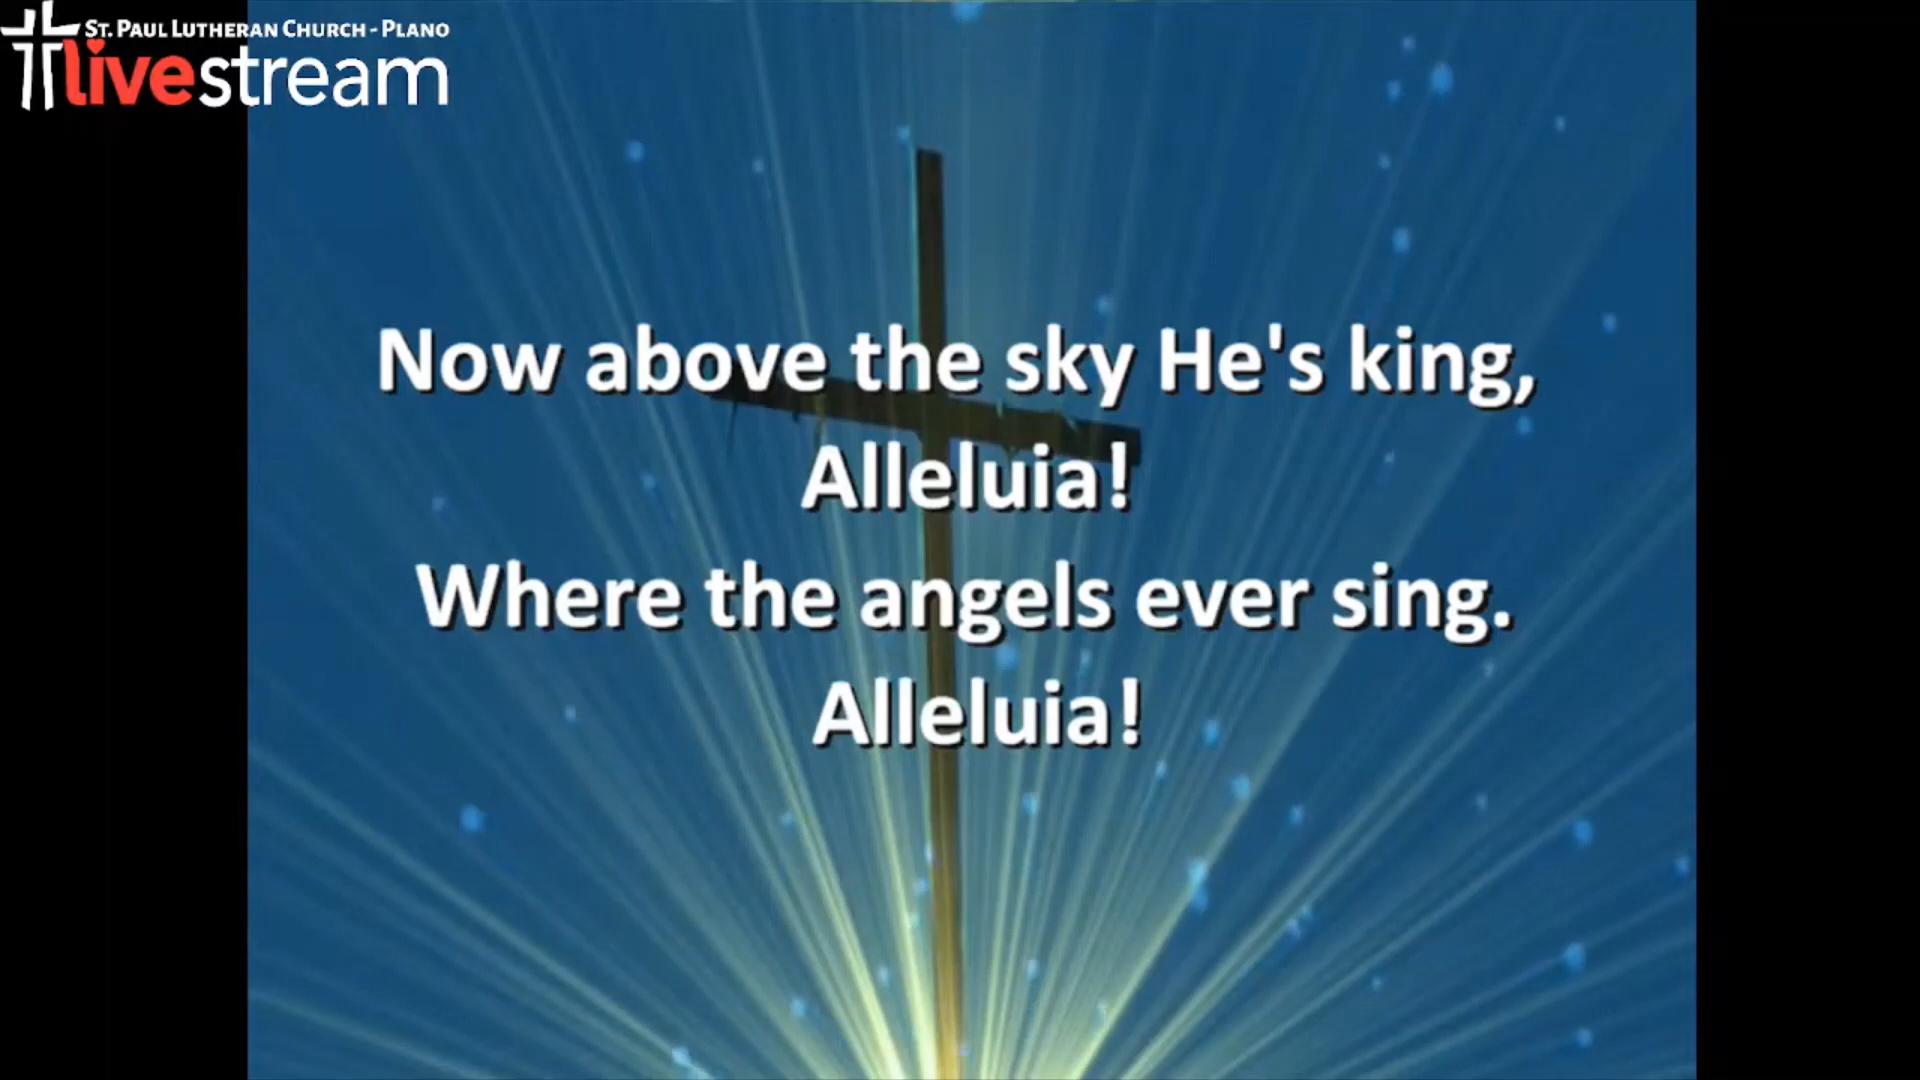 St. Paul Lutheran Church - Plano
livestream
Now above the sky He's king,
Alleluia!
Where the angels ever sing.
Alleluia!